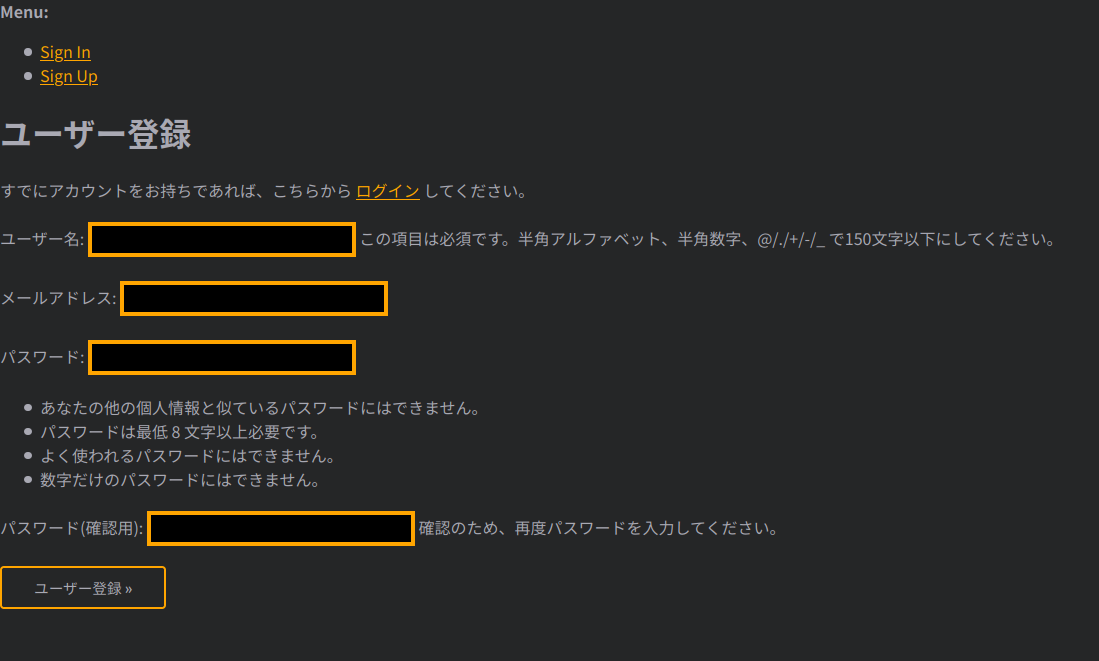 Menu:
Sign In
Sign Up
ユーザー登録
すでにアカウントをお持ちであれば、こちらから ログイン してください。
ユーザー名: この項目は必須です。半角アルファベット、半角数字、@/./+/-/_ で150文字以下にしてください。
メールアドレス:
パスワード:
あなたの他の個人情報と似ているパスワードにはできません。
パスワードは最低 8 文字以上必要です。
よく使われるパスワードにはできません。
数字だけのパスワードにはできません。
パスワード(確認用): 確認のため、再度パスワードを入力してください。
ユーザー登録 »